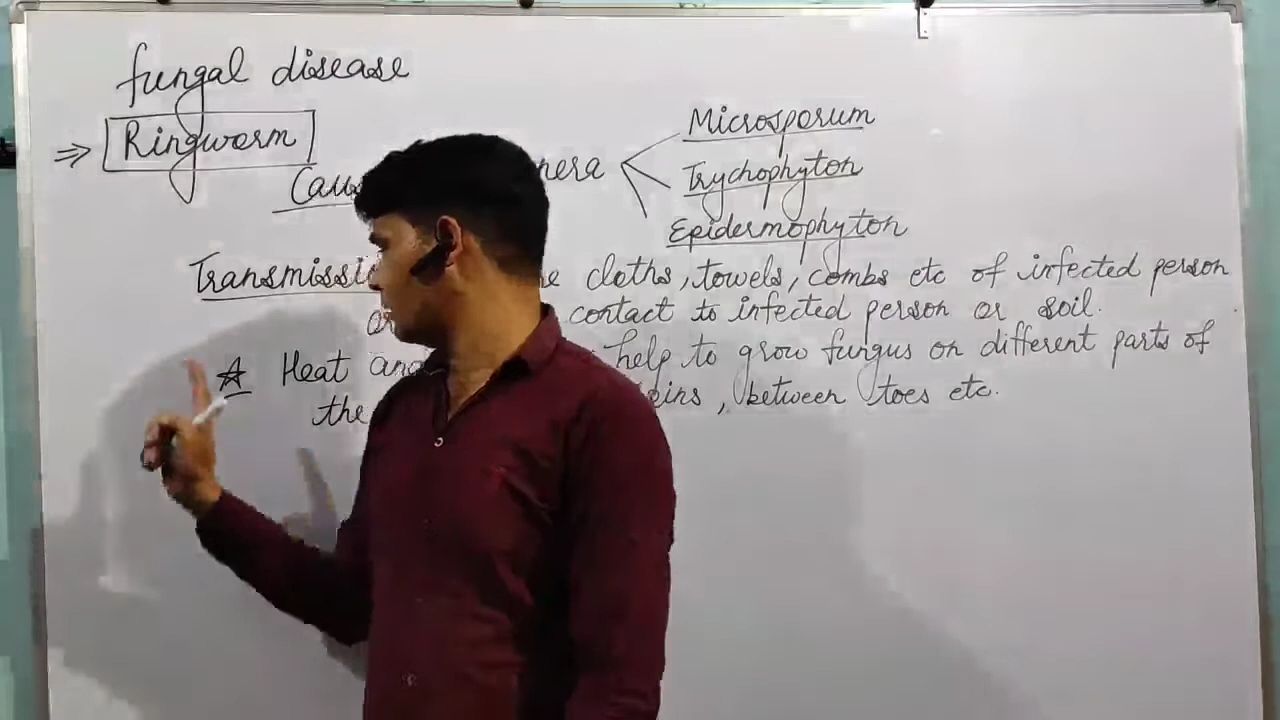 fungal disease
⇒ Ringworm
Microsporum
Trychophyton
Epidermophyton
cloths, towels, combs etc of infected person
contact to infected person or soil.
☆ Heat help to grow fungus on different parts of
the , between toes etc.